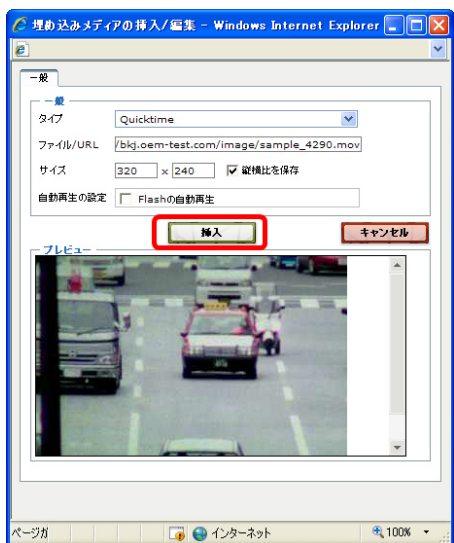 埋め込みメディアの挿入/編集 - Windows Internet Explorer
一般
一般
タイプ Quicktime
ファイル/URL /bkj.oem-test.com/image/sample_4290.mov
サイズ 320 × 240 縦横比を保存
自動再生の設定 Flashの自動再生
挿入 キャンセル
プレビュー
ページが インターネット 100%